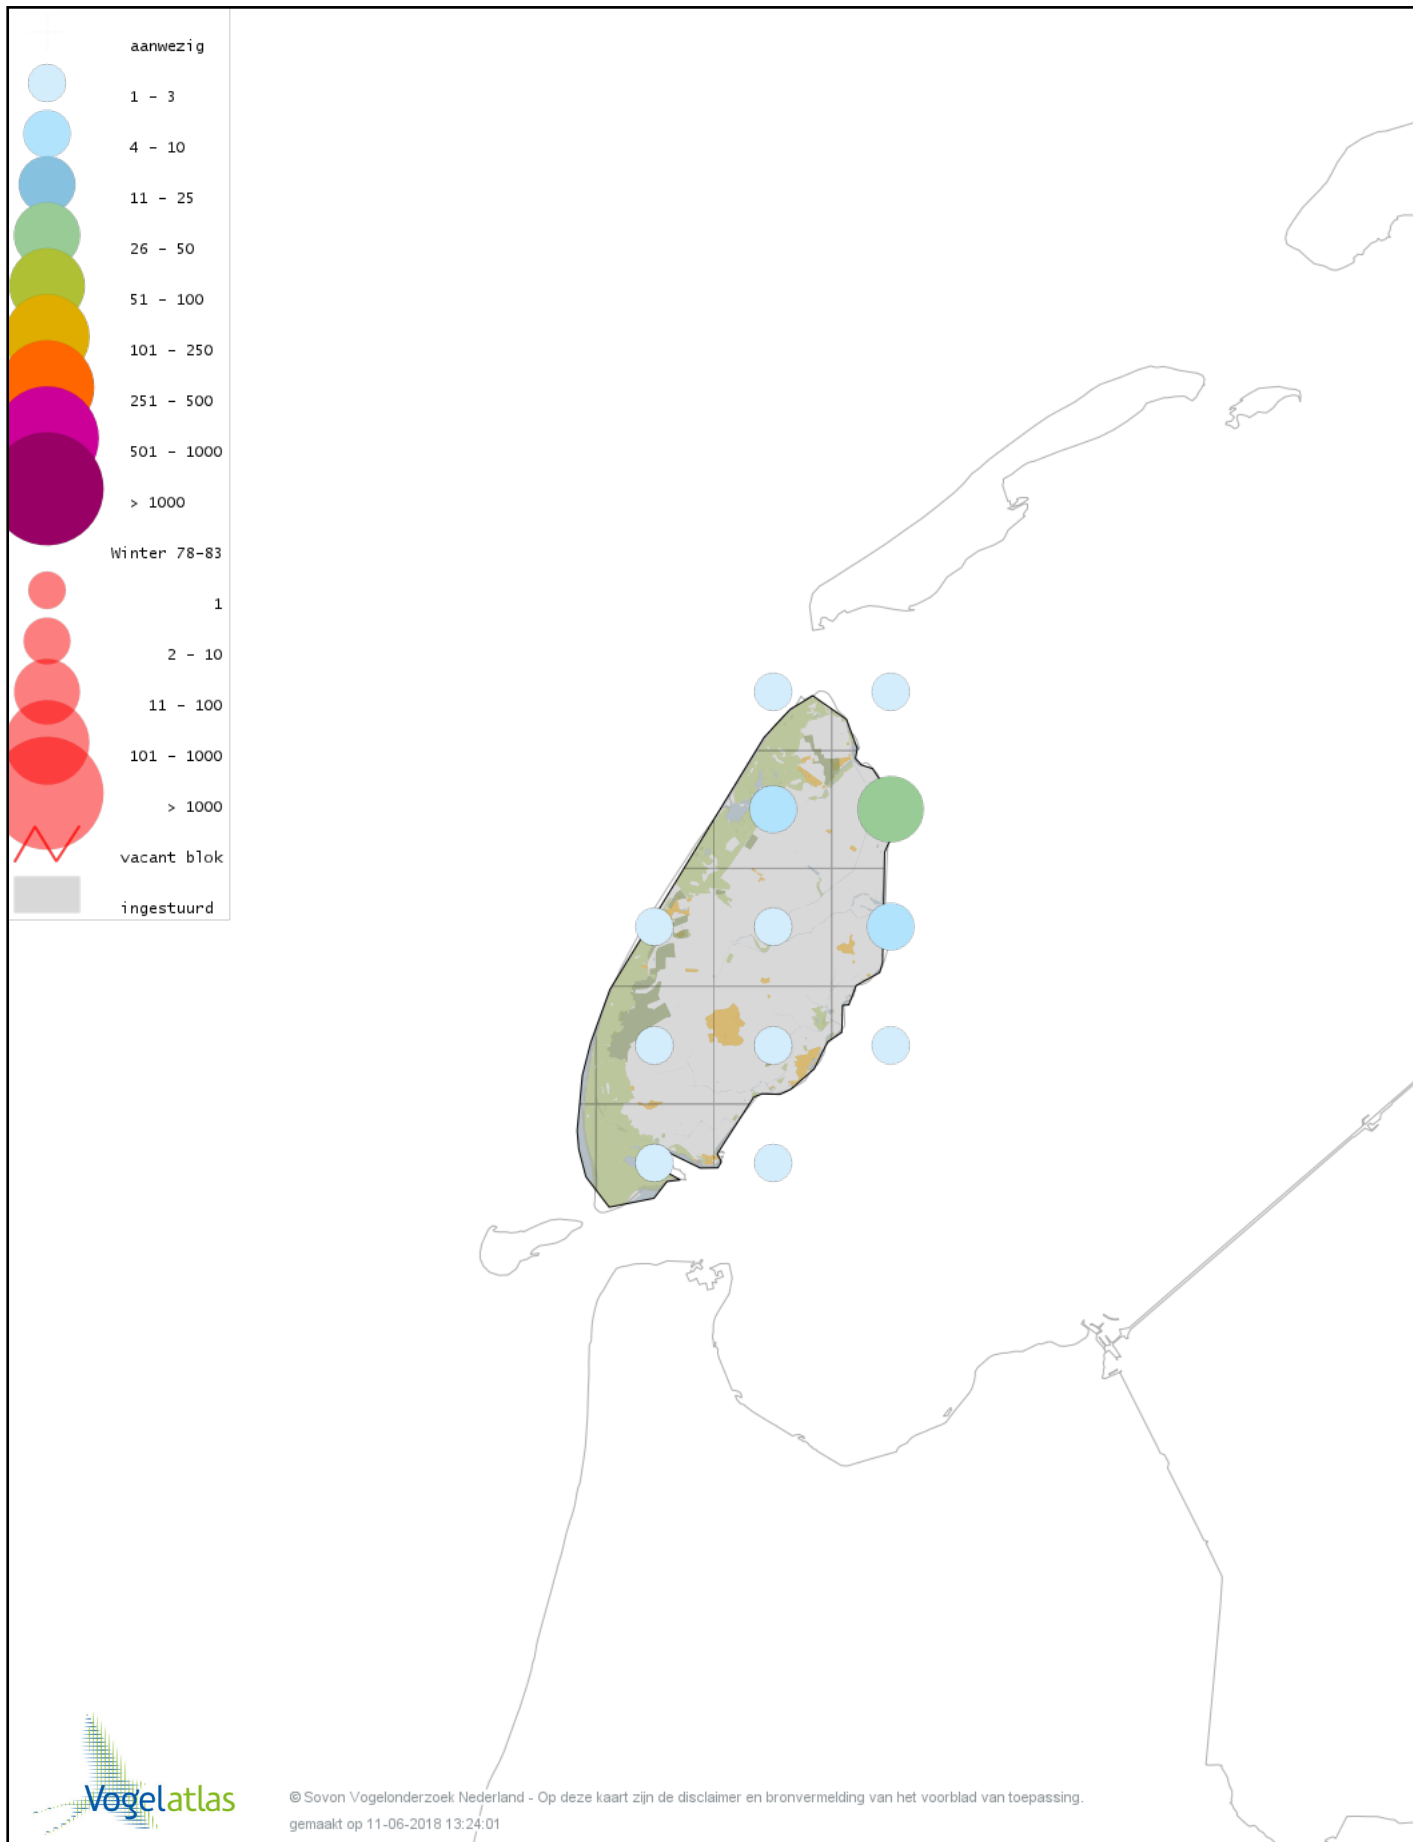 aanwezig
1 - 3
4 - 10
11 - 25
26 - 50
51 - 100
101 - 250
251 - 500
501 - 1000
> 1000
Winter 78-83
1
2 - 10
11 - 100
101 - 1000
> 1000
vacant blok
ingestuurd
Vogelatlas
© Sovon Vogelonderzoek Nederland - Op deze kaart zijn de disclaimer en bronvermelding van het voorblad van toepassing.
gemaakt op 11-06-2018 13:24:01